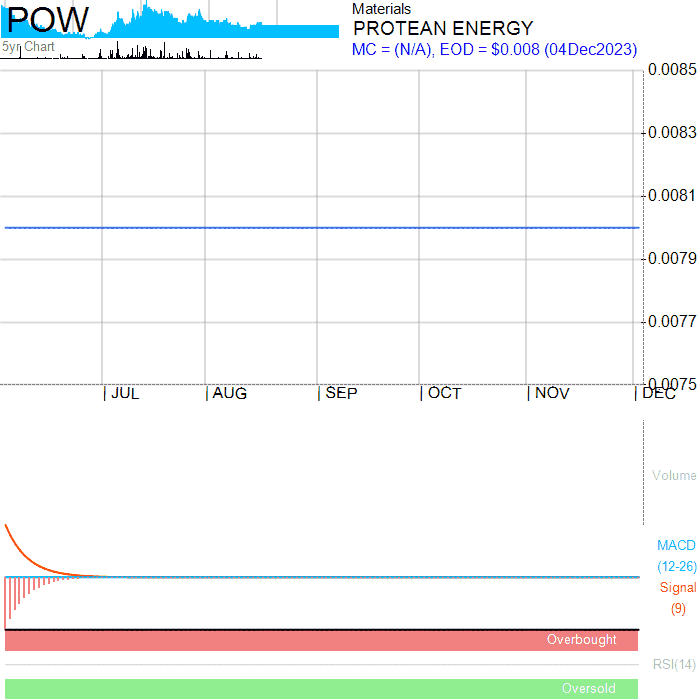 POW
5yr Chart
Materials
PROTEAN ENERGY
MC = (N/A), EOD = $0.008 (04Dec2023)
0.0085
0.0083
0.0081
0.0079
0.0077
0.0075
| JUL | AUG | SEP | OCT | NOV | DEC
Volume
MACD
(12-26)
Signal
(9)
Overbought
RSI(14)
Oversold